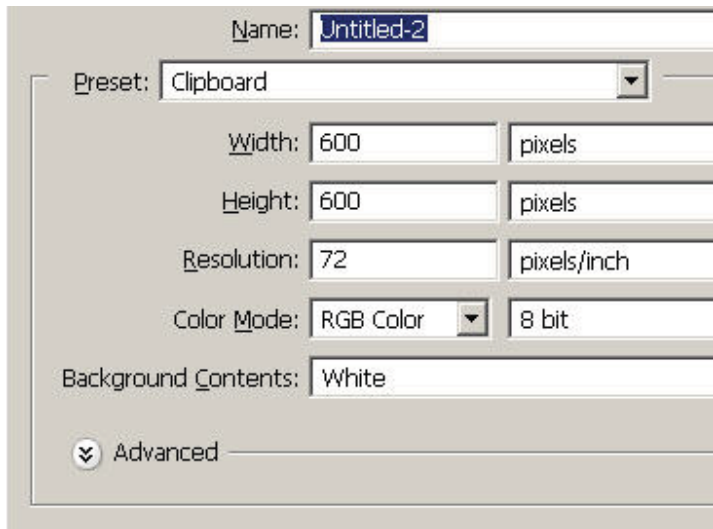 Name: Untitled-2
Preset: Clipboard
Width: 600 pixels
Height: 600 pixels
Resolution: 72 pixels/inch
Color Mode: RGB Color 8 bit
Background Contents: White
Advanced